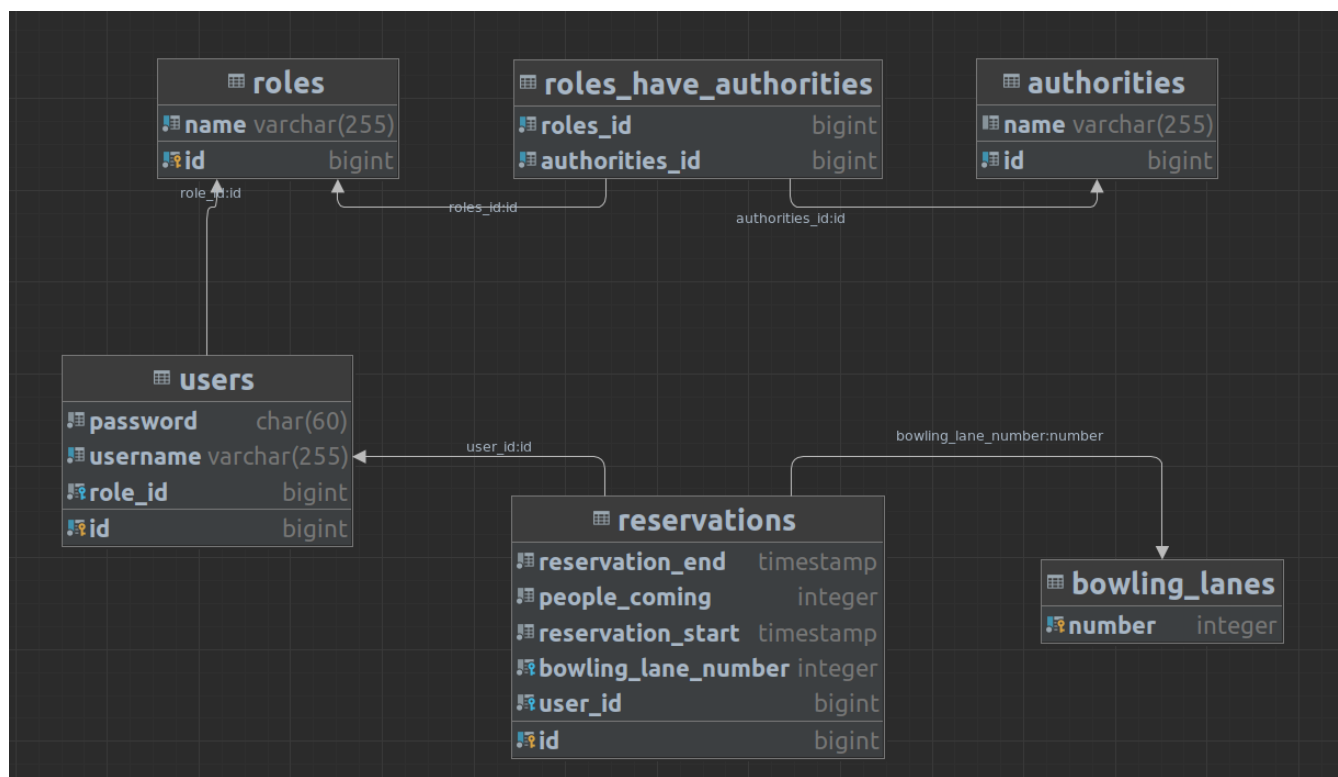 roles
name varchar(255)
id bigint
roles_have_authorities
roles_id bigint
authorities_id bigint
authorities
name varchar(255)
id bigint
role_id:id
roles_id:id
authorities_id:id
users
password char(60)
username varchar(255)
role_id bigint
id bigint
user_id:id
bowling_lane_number:number
reservations
reservation_end timestamp
people_coming integer
reservation_start timestamp
bowling_lane_number integer
user_id bigint
id bigint
bowling_lanes
number integer